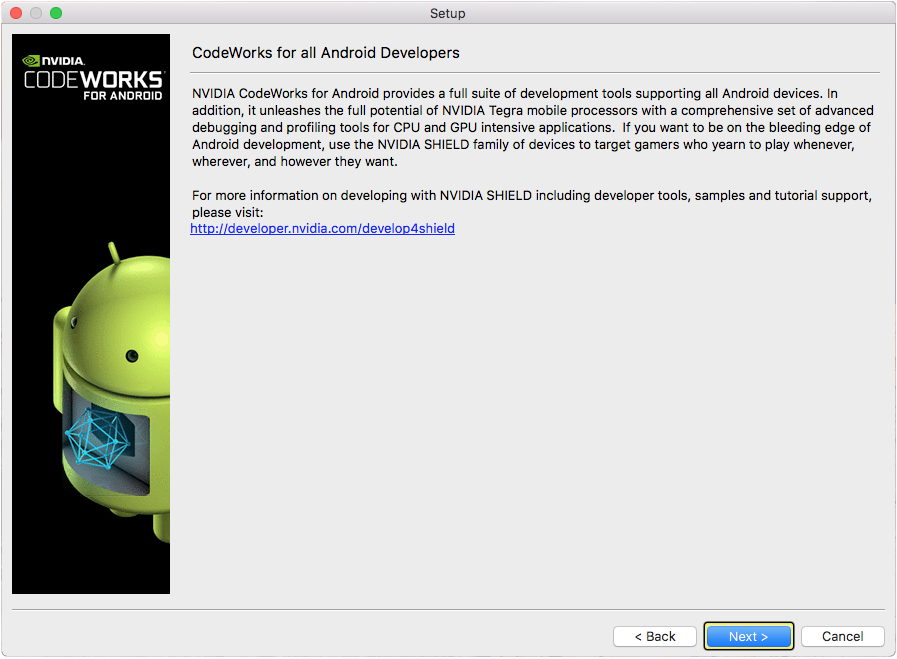 Setup
NVIDIA.
CODEWORKS
FOR ANDROID
CodeWorks for all Android Developers
NVIDIA CodeWorks for Android provides a full suite of development tools supporting all Android devices. In
addition, it unleashes the full potential of NVIDIA Tegra mobile processors with a comprehensive set of advanced
debugging and profiling tools for CPU and GPU intensive applications.  If you want to be on the bleeding edge of
Android development, use the NVIDIA SHIELD family of devices to target gamers who yearn to play whenever,
wherever, and however they want.
For more information on developing with NVIDIA SHIELD including developer tools, samples and tutorial support,
please visit:
http://developer.nvidia.com/develop4shield
< Back
Next >
Cancel